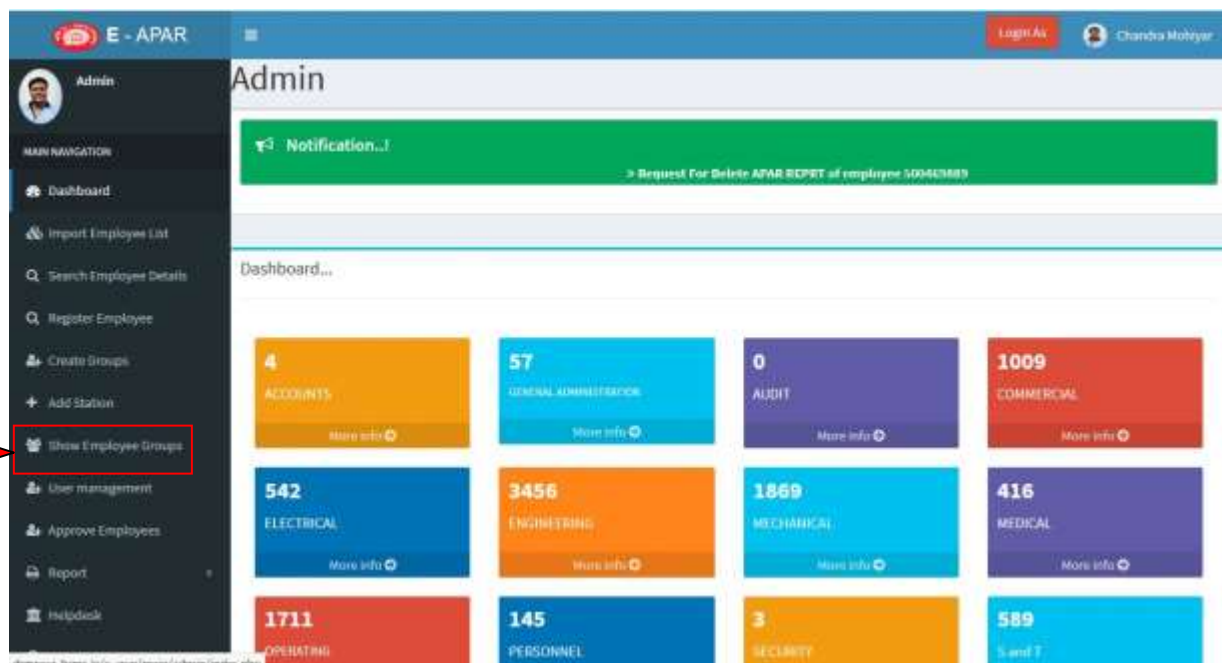 E - APAR
Login As
Chandra Mohiyar
Admin
Admin
Notification..!
> Request For Delete APAR REPRT of employee
MAIN NAVIGATION
Dashboard
Import Employee List
Search Employee Details
Register Employee
Create Groups
Add Station
Show Employee Groups
User management
Approve Employees
Report
Helpdesk
Dashboard...
4
ACCOUNTS
More info
57
GENERAL ADMINISTRATION
More info
0
AUDIT
More info
1009
COMMERCIAL
More info
542
ELECTRICAL
More info
3456
ENGINEERING
More info
1869
MECHANICAL
More info
416
MEDICAL
More info
1711
OPERATING
145
PERSONNEL
3
SECURITY
589
S and T